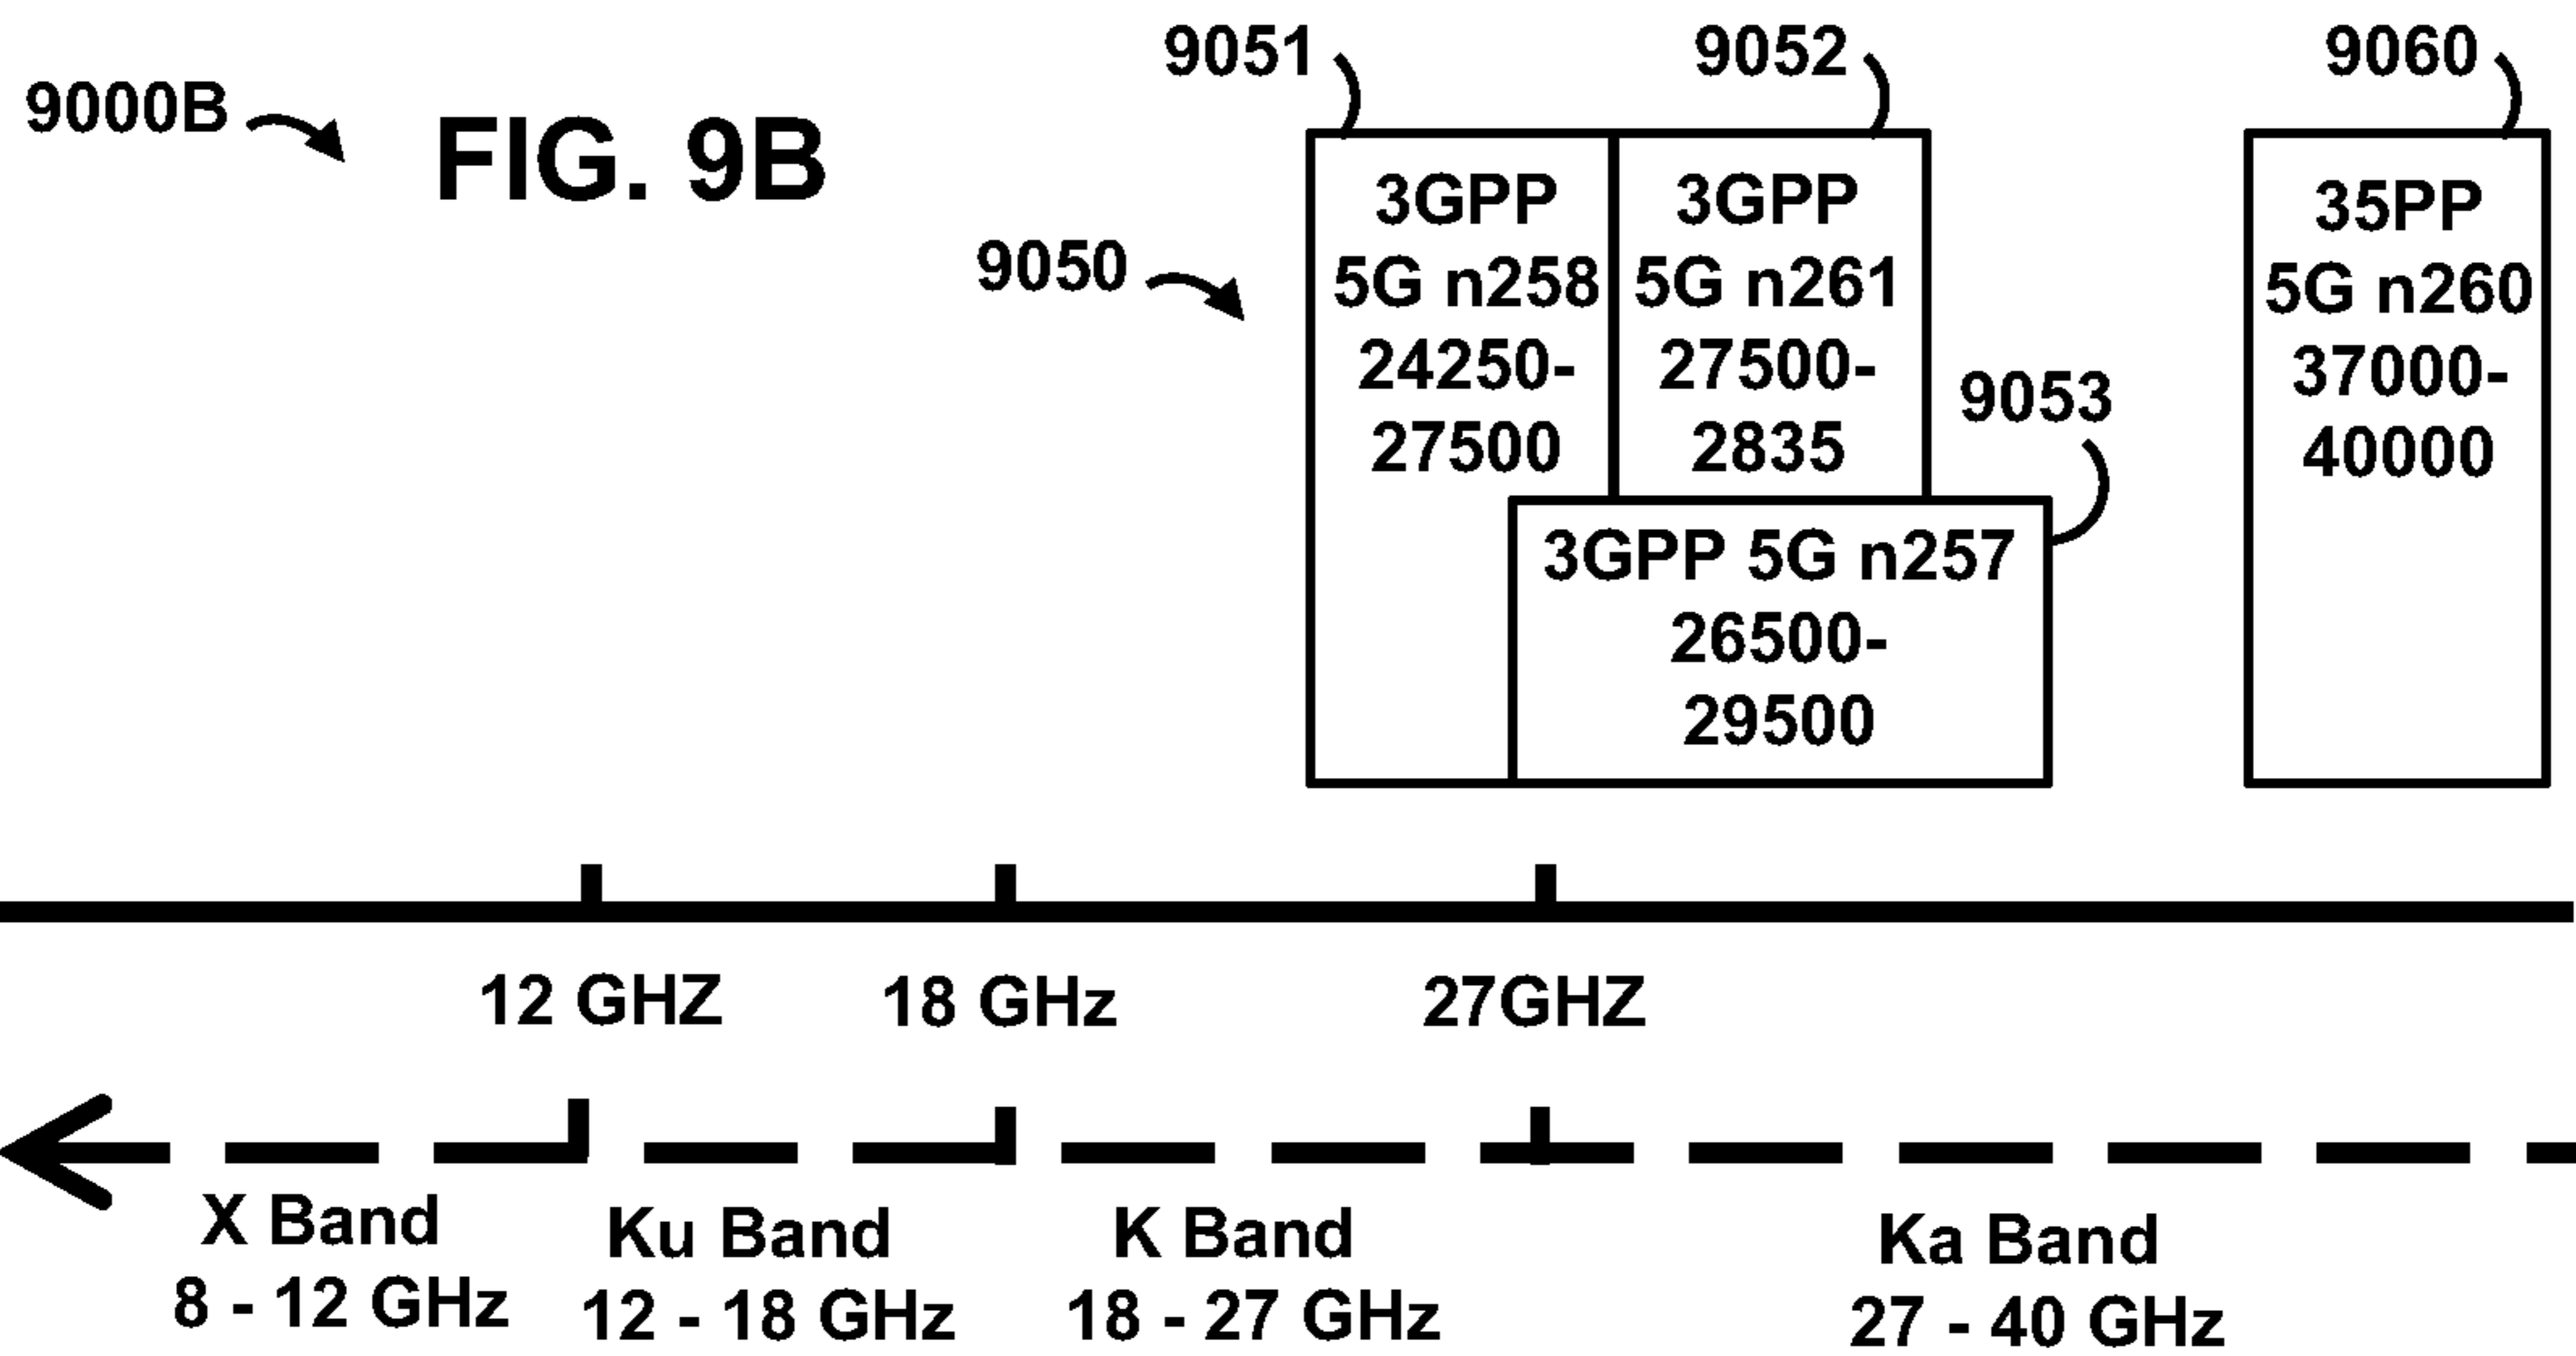 9000B
FIG. 9B
9050
9051
9052
9060
3GPP
5G n258
24250-
27500
3GPP
5G n261
27500-
2835
9053
3GPP 5G n257
26500-
29500
35PP
5G n260
37000-
40000
12 GHZ
18 GHz
27GHZ
X Band
8 - 12 GHz
Ku Band
12 - 18 GHz
K Band
18 - 27 GHz
Ka Band
27 - 40 GHz